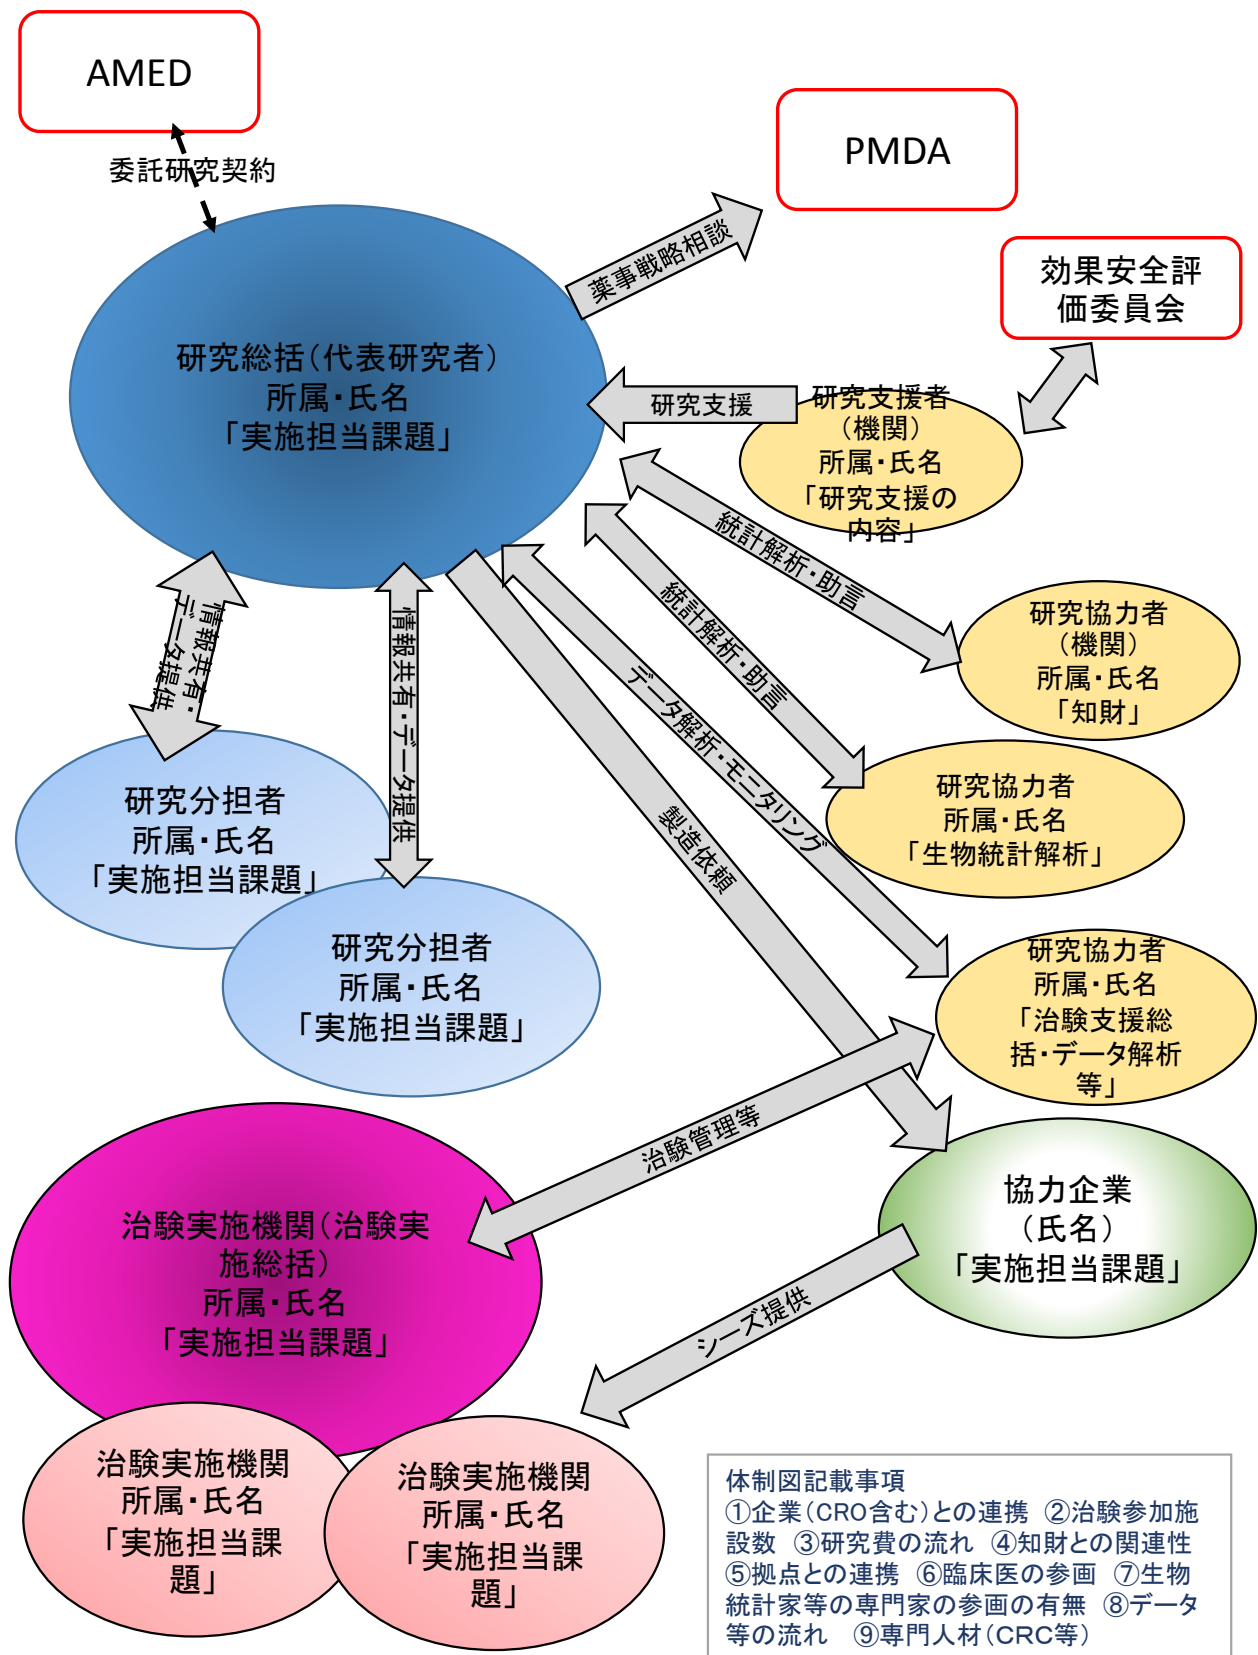 AMED
委託研究契約
PMDA
薬事戦略相談
効果安全評
価委員会
研究総括(代表研究者)
所属・氏名
「実施担当課題」
研究支援
研究支援者
(機関)
所属・氏名
「研究支援の
内容」
統計解析・助言
研究協力者
(機関)
所属・氏名
「知財」
統計解析・助言
研究協力者
所属・氏名
「生物統計解析」
データ解析・モニタリング
研究協力者
所属・氏名
「治験支援総
括・データ解析
等」
情報共有・
データ提供
情報共有・データ提供
製造依頼
研究分担者
所属・氏名
「実施担当課題」
研究分担者
所属・氏名
「実施担当課題」
治験管理等
協力企業
(氏名)
「実施担当課題」
シーズ提供
治験実施機関(治験実
施総括)
所属・氏名
「実施担当課題」
治験実施機関
所属・氏名
「実施担当課
題」
治験実施機関
所属・氏名
「実施担当課
題」
体制図記載事項
①企業(CRO含む)との連携 ②治験参加施
設数 ③研究費の流れ ④知財との関連性
⑤拠点との連携 ⑥臨床医の参画 ⑦生物
統計家等の専門家の参画の有無 ⑧データ
等の流れ ⑨専門人材(CRC等)